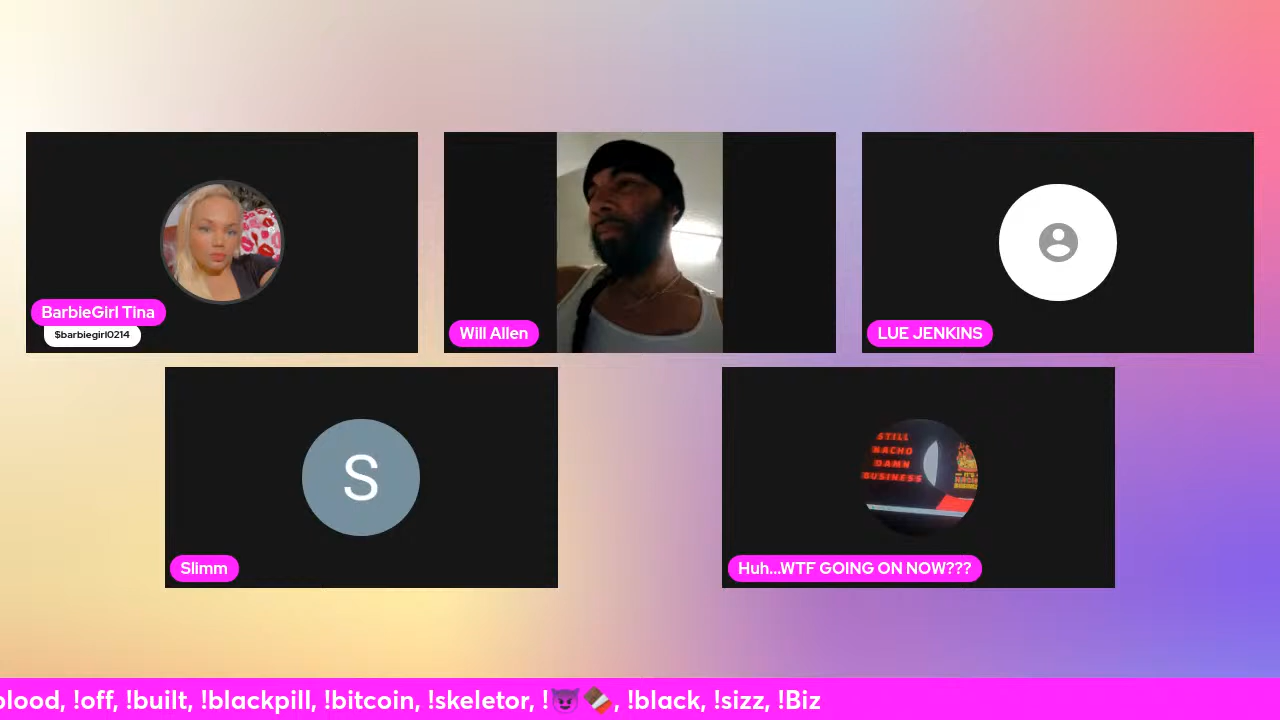 BarbieGirl Tina
$barbiegirl0214
Will Allen
LUE JENKINS
S
Slimm
STILL
NACHO
DAMN
BUSINESS
Huh...WTF GOING ON NOW???
blood, !off, !built, !blackpill, !bitcoin, !skeletor, !😈🍫, !black, !sizz, !Biz